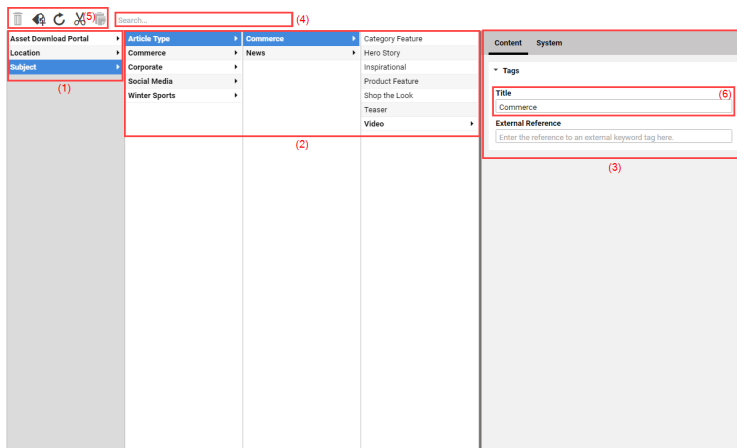 (5)
Search...
(4)
Asset Download Portal
Location
Subject
(1)
Article Type
Commerce
Corporate
Social Media
Winter Sports
Commerce
News
Category Feature
Hero Story
Inspirational
Product Feature
Shop the Look
Teaser
Video
(2)
Content System
Tags
Title
(6)
Commerce
External Reference
Enter the reference to an external keyword tag here.
(3)